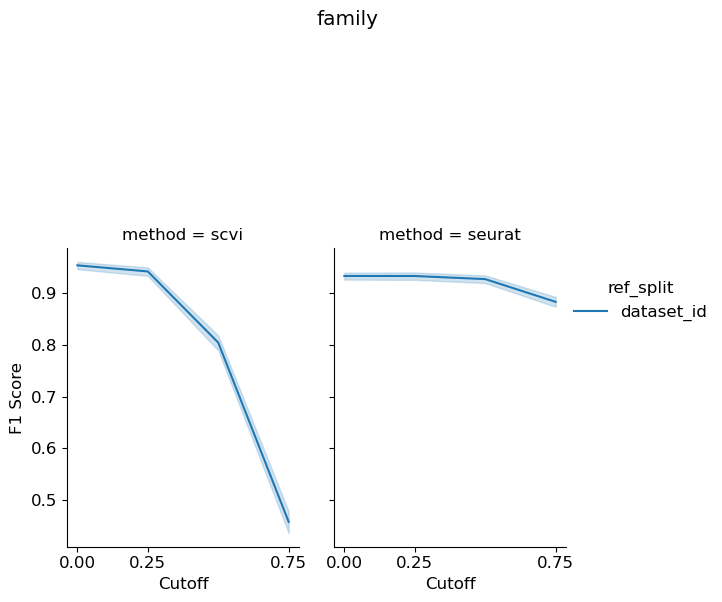 family
method = scvi
method = seurat
ref_split
dataset_id
F1 Score
0.9
0.8
0.7
0.6
0.5
0.00 0.25 0.75
0.00 0.25 0.75
Cutoff
Cutoff